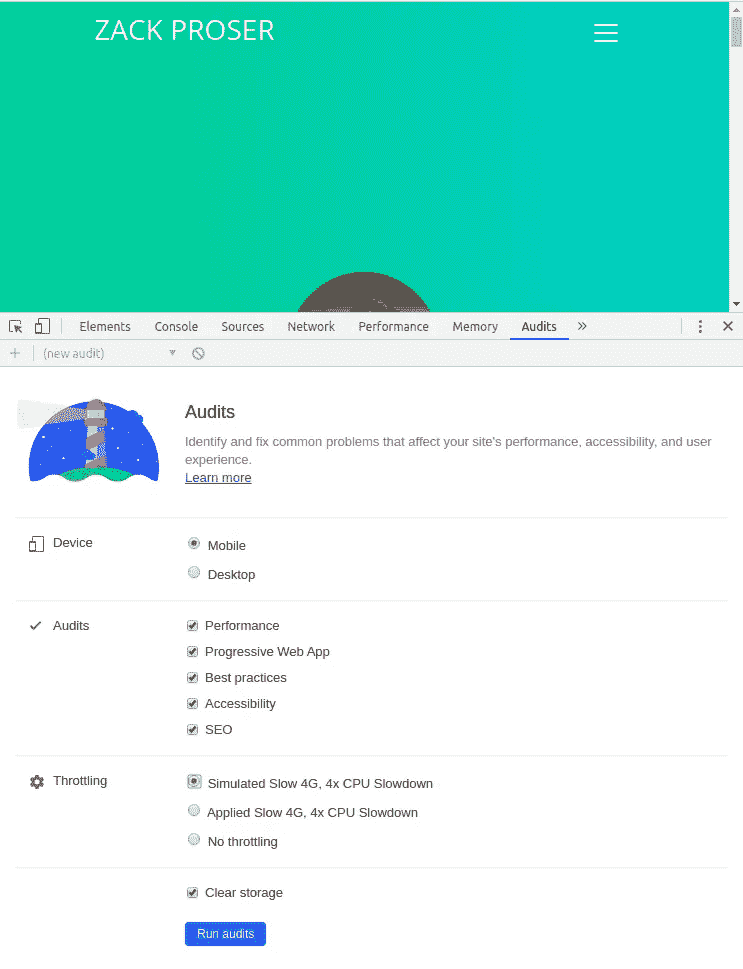 ZACK PROSER
Elements Console Sources Network Performance Memory Audits »
(new audit)
Audits
Identify and fix common problems that affect your site's performance, accessibility, and user
experience.
Learn more
Device
Mobile
Desktop
Audits
Performance
Progressive Web App
Best practices
Accessibility
SEO
Throttling
Simulated Slow 4G, 4x CPU Slowdown
Applied Slow 4G, 4x CPU Slowdown
No throttling
Clear storage
Run audits